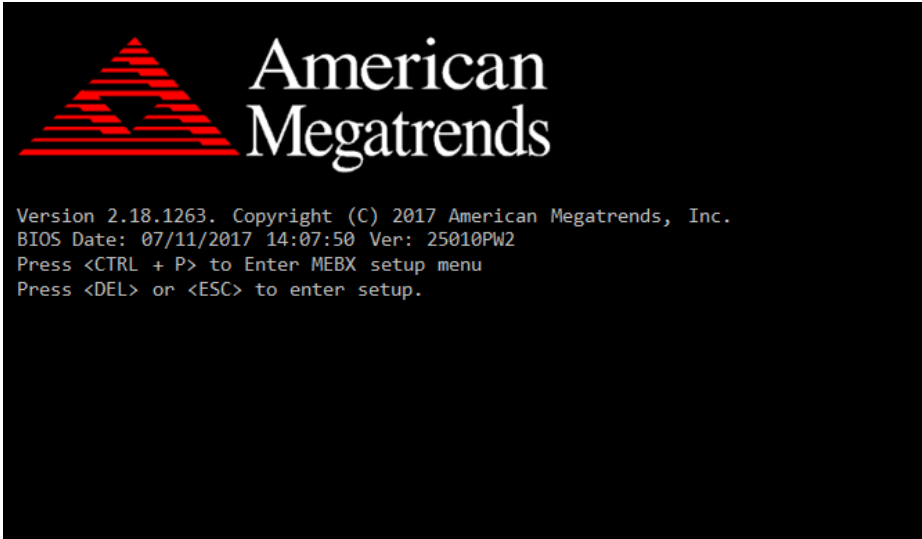 American
Megatrends
Version 2.18.1263. Copyright (C) 2017 American Megatrends, Inc.
BIOS Date: 07/11/2017 14:07:50 Ver: 25010PW2
Press <CTRL + P> to Enter MEBX setup menu
Press <DEL> or <ESC> to enter setup.